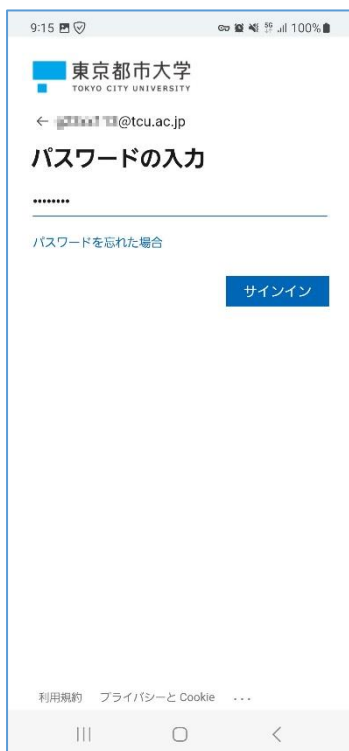 9:15
5G
100%
東京都市大学
TOKYO CITY UNIVERSITY
@tcu.ac.jp
パスワードの入力
••••••••
パスワードを忘れた場合
サインイン
利用規約 プライバシーと Cookie ...